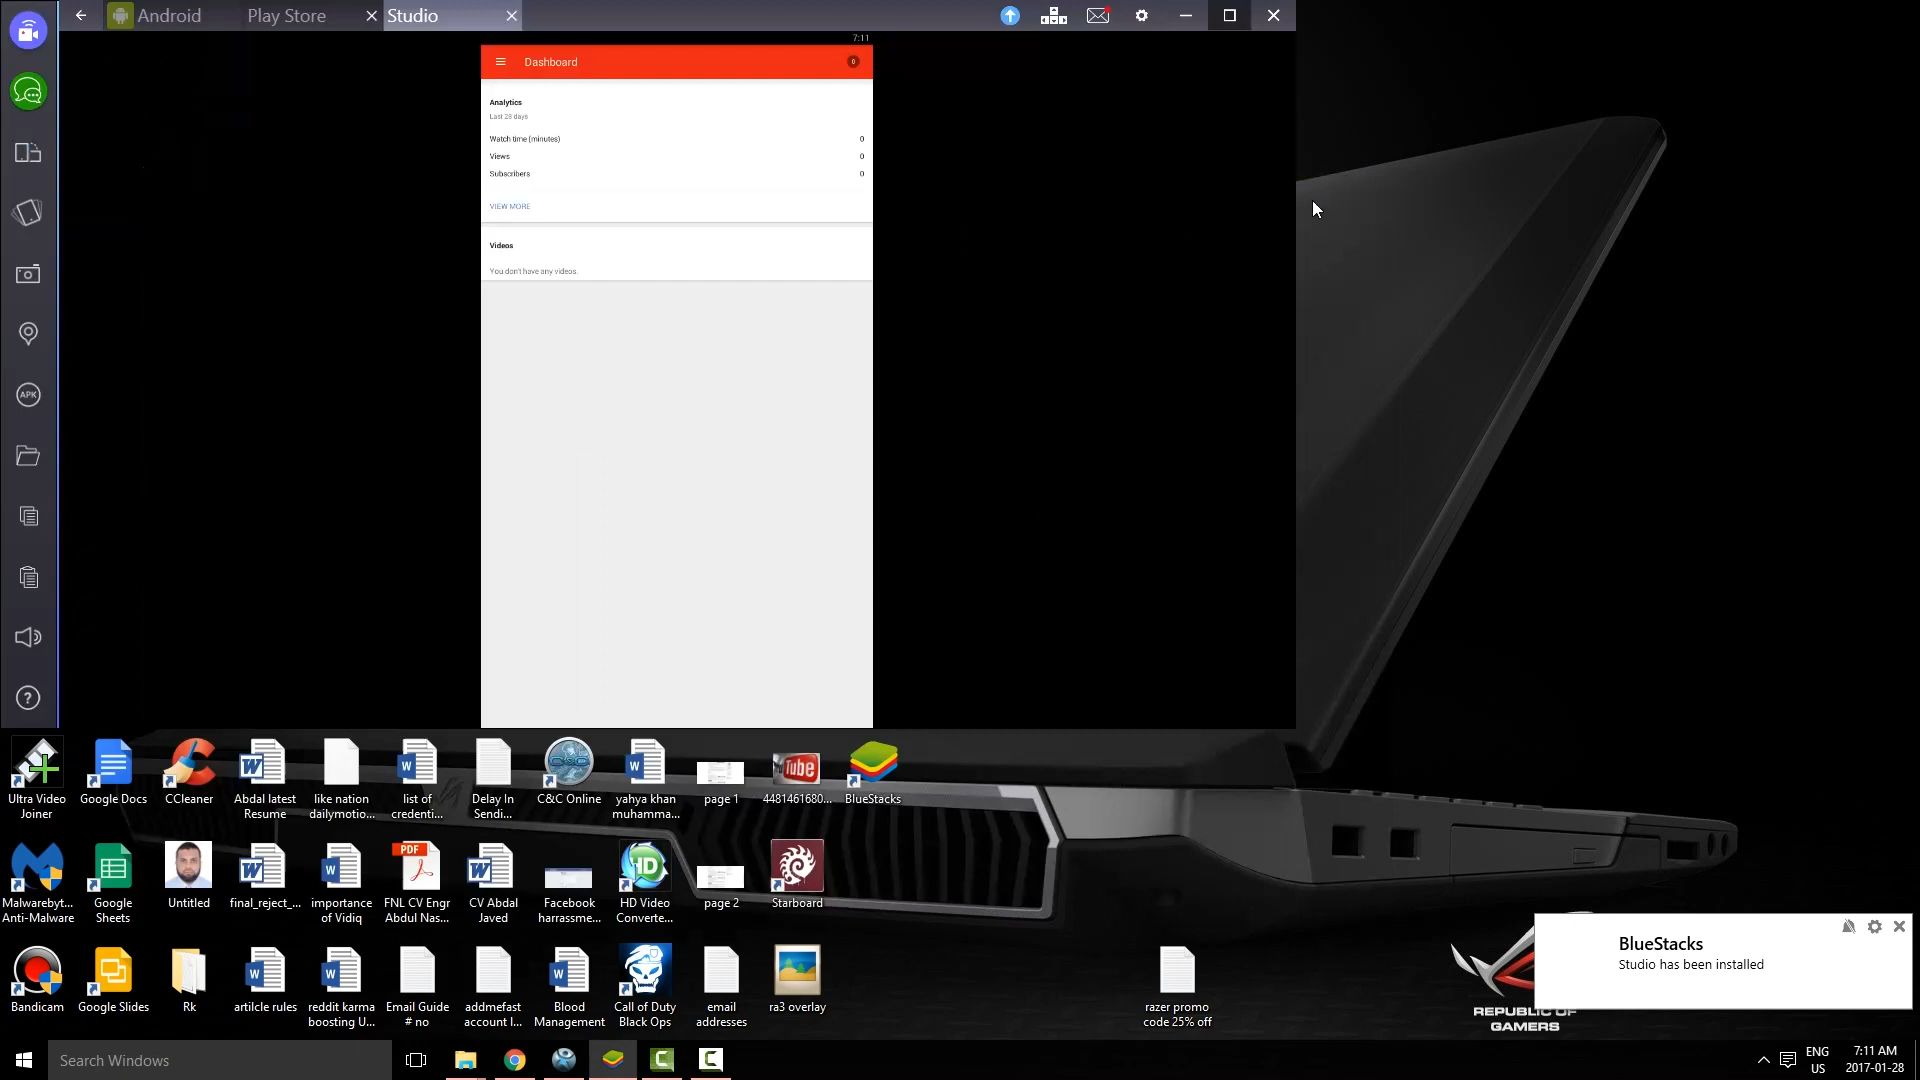 Android
Play Store
Studio
7:11
Dashboard
0
Analytics
Last 28 days
Watch time (minutes) 0
Views 0
Subscribers 0
VIEW MORE
Videos
You don't have any videos.
APK
?
Ultra Video
Joiner
Google Docs
CCleaner
Abdal latest
Resume
like nation
dailymotio...
list of
credenti...
Delay In
Sendi...
C&C
C&C Online
yahya khan
muhamma...
page 1
Tube
4481461680...
BlueStacks
Malwarebyt...
Anti-Malware
Google
Sheets
Untitled
final_reject_...
importance
of Vidiq
PDF
FNL CV Engr
Abdul Nas...
CV Abdal
Javed
Facebook
harrassme...
HD
HD Video
Converte...
page 2
Starboard
Bandicam
Google Slides
Rk
artilcle rules
reddit karma
boosting U...
Email Guide
# no
addmefast
account l...
Blood
Management
Call of Duty
Black Ops
email
addresses
ra3 overlay
razer promo
code 25% off
BlueStacks
Studio has been installed
REPUBLIC OF
GAMERS
Search Windows
ENG
US
7:11 AM
2017-01-28